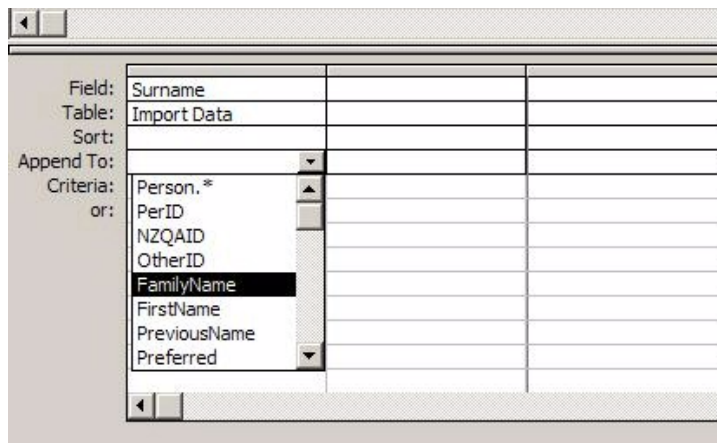 Field: Surname
Table: Import Data
Sort:
Append To:
Criteria: Person.*
or: PerID
NZQAID
OtherID
FamilyName
FirstName
PreviousName
Preferred